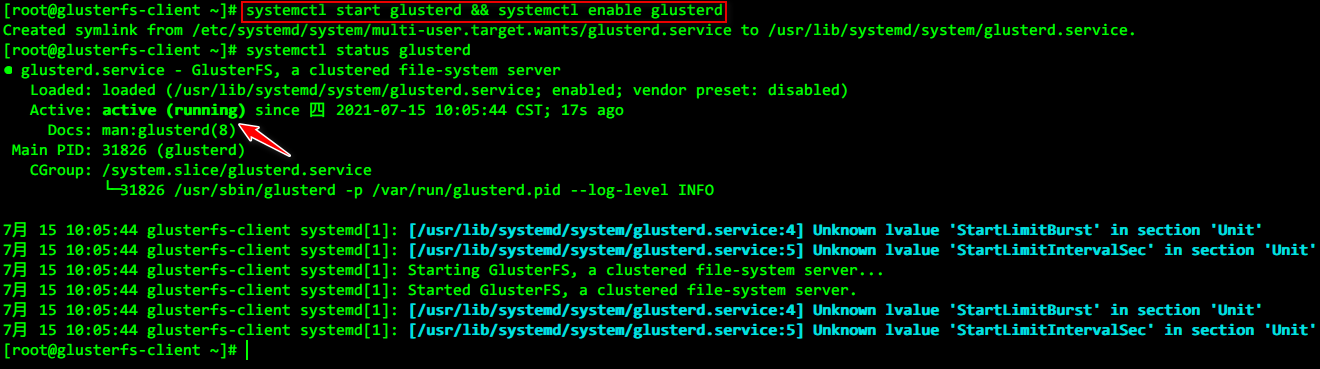 [root@glusterfs-client ~]# systemctl start glusterd && systemctl enable glusterd
Created symlink from /etc/systemd/system/multi-user.target.wants/glusterd.service to /usr/lib/systemd/system/glusterd.service.
[root@glusterfs-client ~]# systemctl status glusterd
● glusterd.service - GlusterFS, a clustered file-system server
   Loaded: loaded (/usr/lib/systemd/system/glusterd.service; enabled; vendor preset: disabled)
   Active: active (running) since 四 2021-07-15 10:05:44 CST; 17s ago
     Docs: man:glusterd(8)
 Main PID: 31826 (glusterd)
   CGroup: /system.slice/glusterd.service
           └─31826 /usr/sbin/glusterd -p /var/run/glusterd.pid --log-level INFO

7月 15 10:05:44 glusterfs-client systemd[1]: [/usr/lib/systemd/system/glusterd.service:4] Unknown lvalue 'StartLimitBurst' in section 'Unit'
7月 15 10:05:44 glusterfs-client systemd[1]: [/usr/lib/systemd/system/glusterd.service:5] Unknown lvalue 'StartLimitIntervalSec' in section 'Unit'
7月 15 10:05:44 glusterfs-client systemd[1]: Starting GlusterFS, a clustered file-system server...
7月 15 10:05:44 glusterfs-client systemd[1]: Started GlusterFS, a clustered file-system server.
7月 15 10:05:44 glusterfs-client systemd[1]: [/usr/lib/systemd/system/glusterd.service:4] Unknown lvalue 'StartLimitBurst' in section 'Unit'
7月 15 10:05:44 glusterfs-client systemd[1]: [/usr/lib/systemd/system/glusterd.service:5] Unknown lvalue 'StartLimitIntervalSec' in section 'Unit'
[root@glusterfs-client ~]#